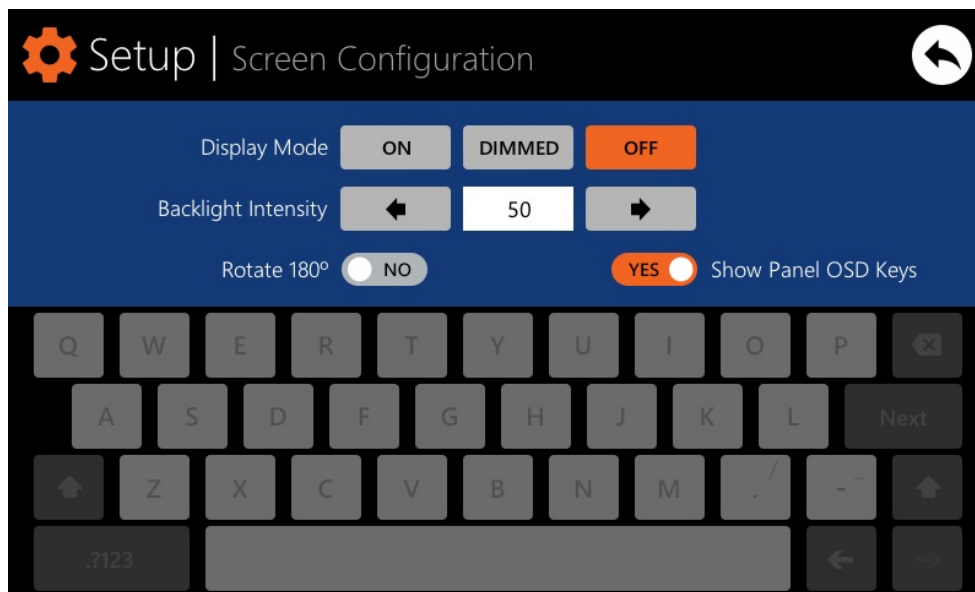 Setup | Screen Configuration
Display Mode ON DIMMED OFF
Backlight Intensity 50
Rotate 180º NO YES Show Panel OSD Keys
Q W E R T Y U I O P
A S D F G H J K L Next
Z X C V B N M . / - _
.?123